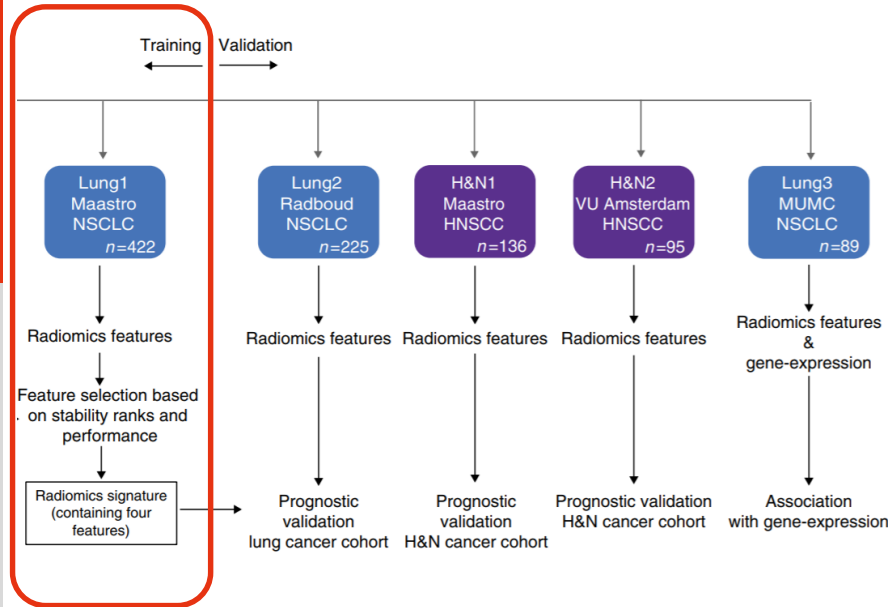 Training Validation
Lung1
Maastro
NSCLC
n=422
Lung2
Radboud
NSCLC
n=225
H&N1
Maastro
HNSCC
n=136
H&N2
VU Amsterdam
HNSCC
n=95
Lung3
MUMC
NSCLC
n=89
Radiomics features
Feature selection based
on stability ranks and
performance
Radiomics signature
(containing four
features)
Radiomics features
Prognostic
validation
lung cancer cohort
Radiomics features
Prognostic
validation
H&N cancer cohort
Radiomics features
Prognostic validation
H&N cancer cohort
Radiomics features
&
gene-expression
Association
with gene-expression